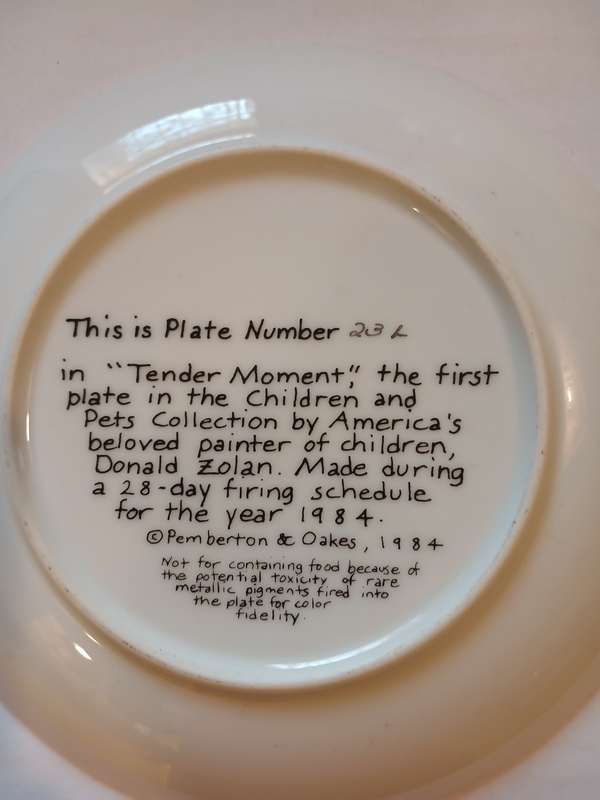 This is Plate Number 23L
in "Tender Moment," the first
plate in the Children and
Pets Collection by America's
beloved painter of children,
Donald Zolan. Made during
a 28-day firing schedule
for the year 1984.
©Pemberton & Oakes, 1984
Not for containing food because of
the potential toxicity of rare
metallic pigments fired into
the plate for color
fidelity.